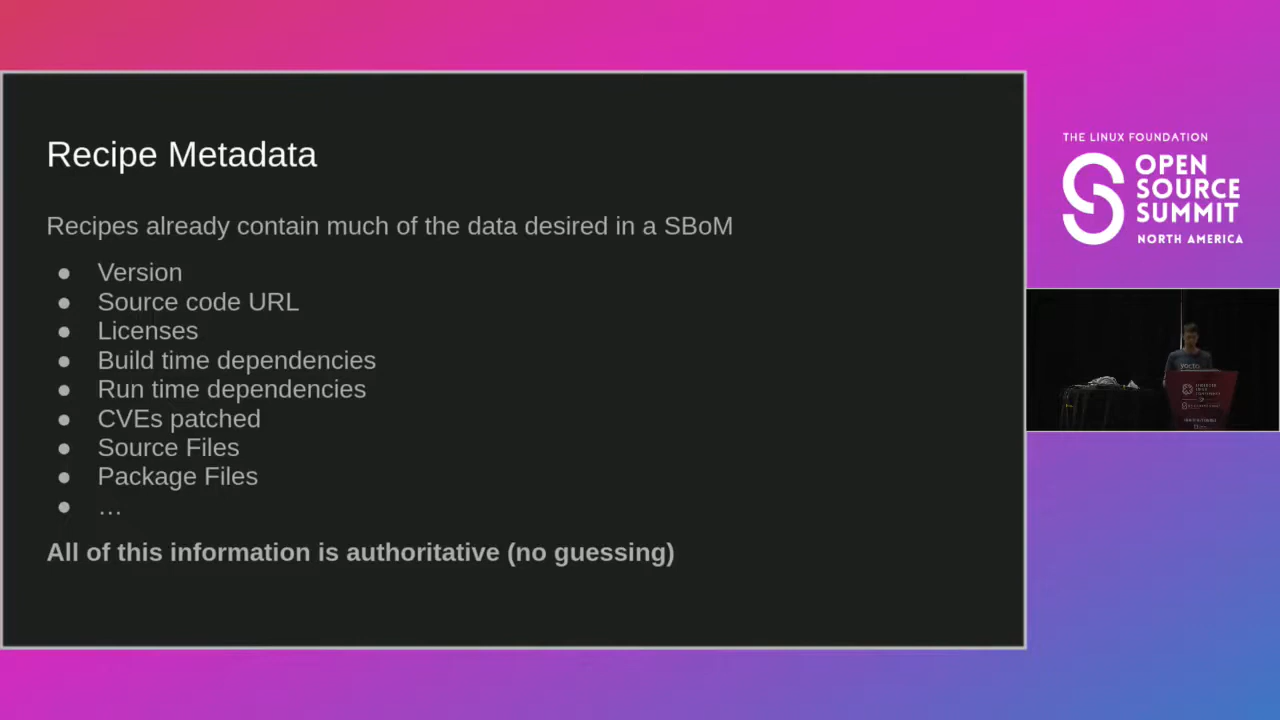 Recipe Metadata
Recipes already contain much of the data desired in a SBoM
● Version
● Source code URL
● Licenses
● Build time dependencies
● Run time dependencies
● CVEs patched
● Source Files
● Package Files
● …
All of this information is authoritative (no guessing)
THE LINUX FOUNDATION
OPEN
SOURCE
SUMMIT
NORTH AMERICA
yocto